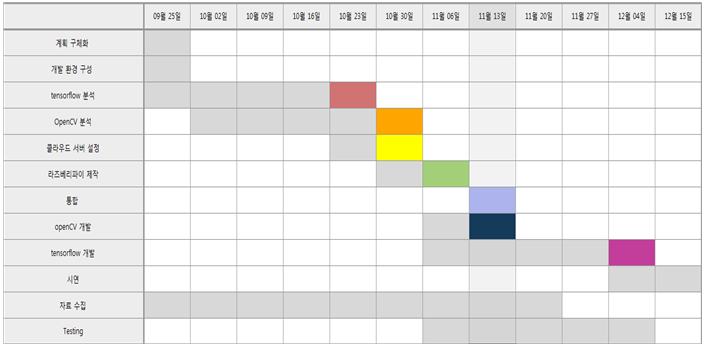 09월 25일 10월 02일 10월 09일 10월 16일 10월 23일 10월 30일 11월 06일 11월 13일 11월 20일 11월 27일 12월 04일 12월 15일
계획 구체화
개발 환경 구성
tensorflow 분석
OpenCV 분석
클라우드 서버 설정
라즈베리파이 제작
통합
openCV 개발
tensorflow 개발
시연
자료 수집
Testing